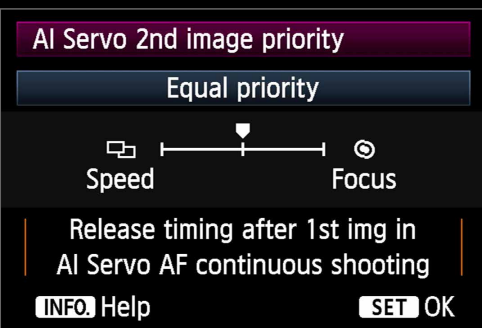 AI Servo 2nd image priority
Equal priority
Speed Focus
Release timing after 1st img in
AI Servo AF continuous shooting
INFO. Help SET OK